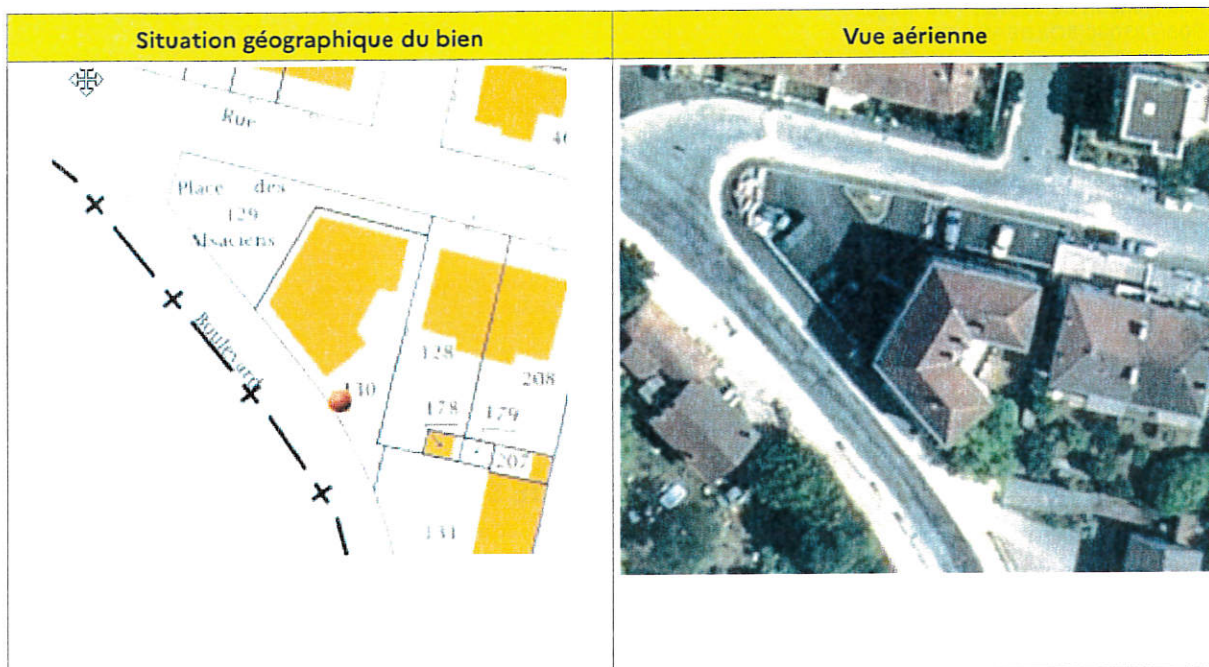 Situation géographique du bien
Vue aérienne
Rue
Place des
129
Alsaciens
Boulevard
130
128
208
178
179
207
131